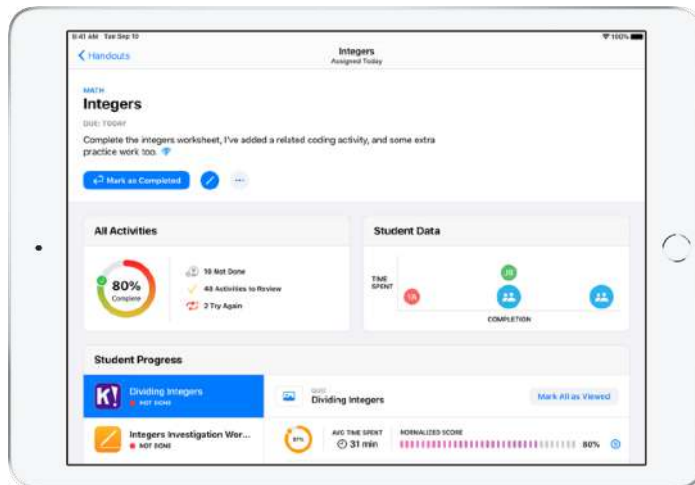 9:41 AM Tue Sep 10
100%
Handouts
Integers
Assigned Today
MATH
Integers
DUE: TODAY
Complete the integers worksheet, I've added a related coding activity, and some extra
practice work too.
Mark as Completed
All Activities
80%
Complete
10 Not Done
48 Activities to Review
2 Try Again
Student Data
TIME
SPENT
JB
COMPLETION
Student Progress
K!
Dividing Integers
NOT DONE
QUIZ
Dividing Integers
Mark All as Viewed
Integers Investigation Wor...
NOT DONE
AVG TIME SPENT
31 min
NORMALIZED SCORE
80%